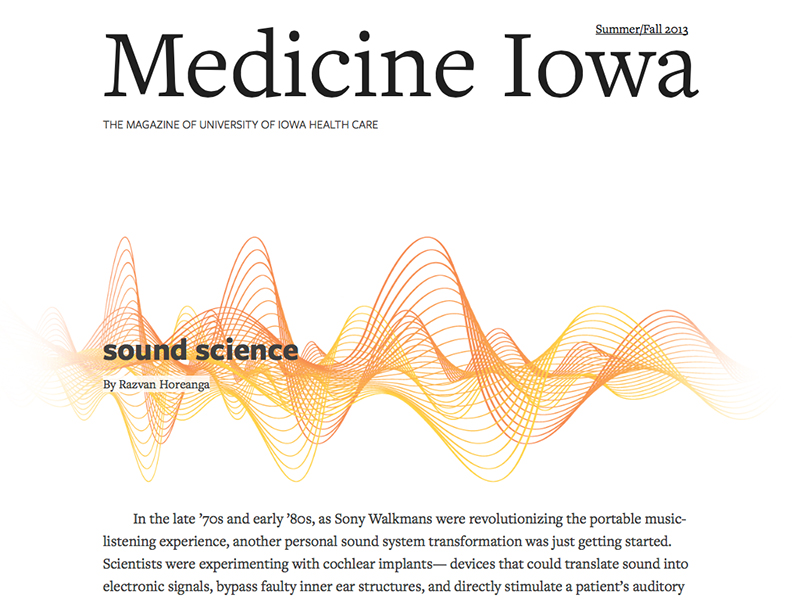 Summer/Fall 2013
Medicine Iowa
THE MAGAZINE OF UNIVERSITY OF IOWA HEALTH CARE
sound science
By Razvan Horeanga
In the late ’70s and early ’80s, as Sony Walkmans were revolutionizing the portable music-
listening experience, another personal sound system transformation was just getting started.
Scientists were experimenting with cochlear implants— devices that could translate sound into
electronic signals, bypass faulty inner ear structures, and directly stimulate a patient’s auditory